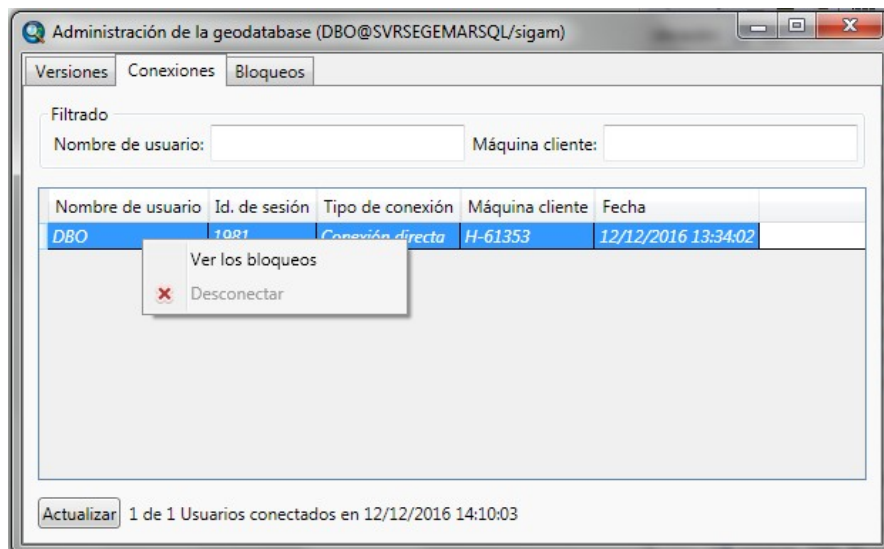 Administración de la geodatabase (DBO@SVRSEGEMARSQL/sigam)
Versiones Conexiones Bloqueos
Filtrado
Nombre de usuario: Máquina cliente:
Nombre de usuario Id. de sesión Tipo de conexión Máquina cliente Fecha
DBO 1981 Conexión directa H-61353 12/12/2016 13:34:02
Ver los bloqueos
Desconectar
Actualizar 1 de 1 Usuarios conectados en 12/12/2016 14:10:03